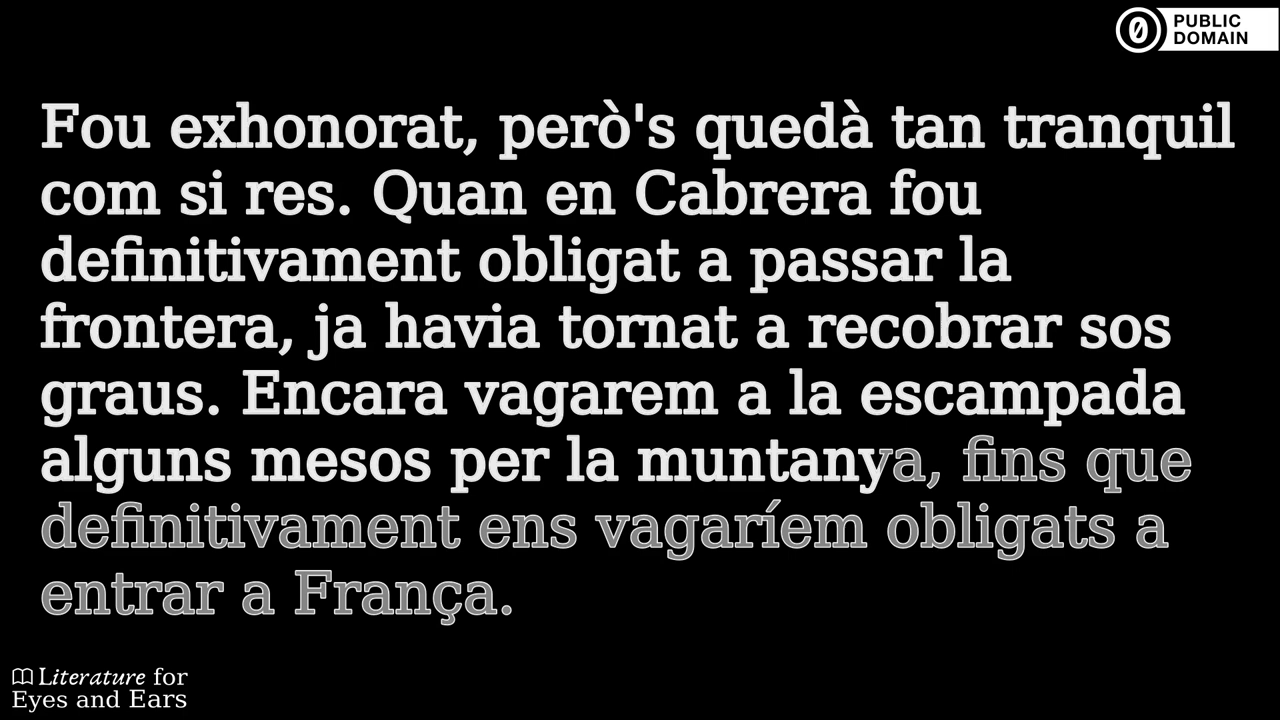 PUBLIC
DOMAIN
Fou exhonorat, però's quedà tan tranquil
com si res. Quan en Cabrera fou
definitivament obligat a passar la
frontera, ja havia tornat a recobrar sos
graus. Encara vagarem a la escampada
alguns mesos per la muntanya, fins que
definitivament ens vagaríem obligats a
entrar a França.
Literature for
Eyes and Ears